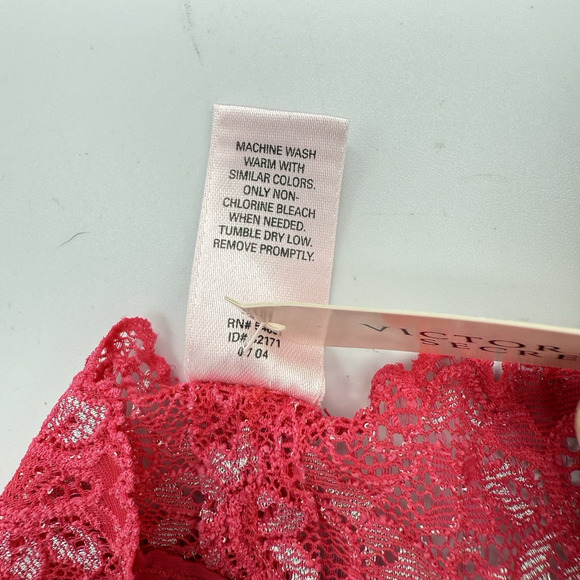 MACHINE WASH
WARM WITH
SIMILAR COLORS.
ONLY NON-
CHLORINE BLEACH
WHEN NEEDED.
TUMBLE DRY LOW.
REMOVE PROMPTLY.
RN#
ID#
VICTOR
SECRE